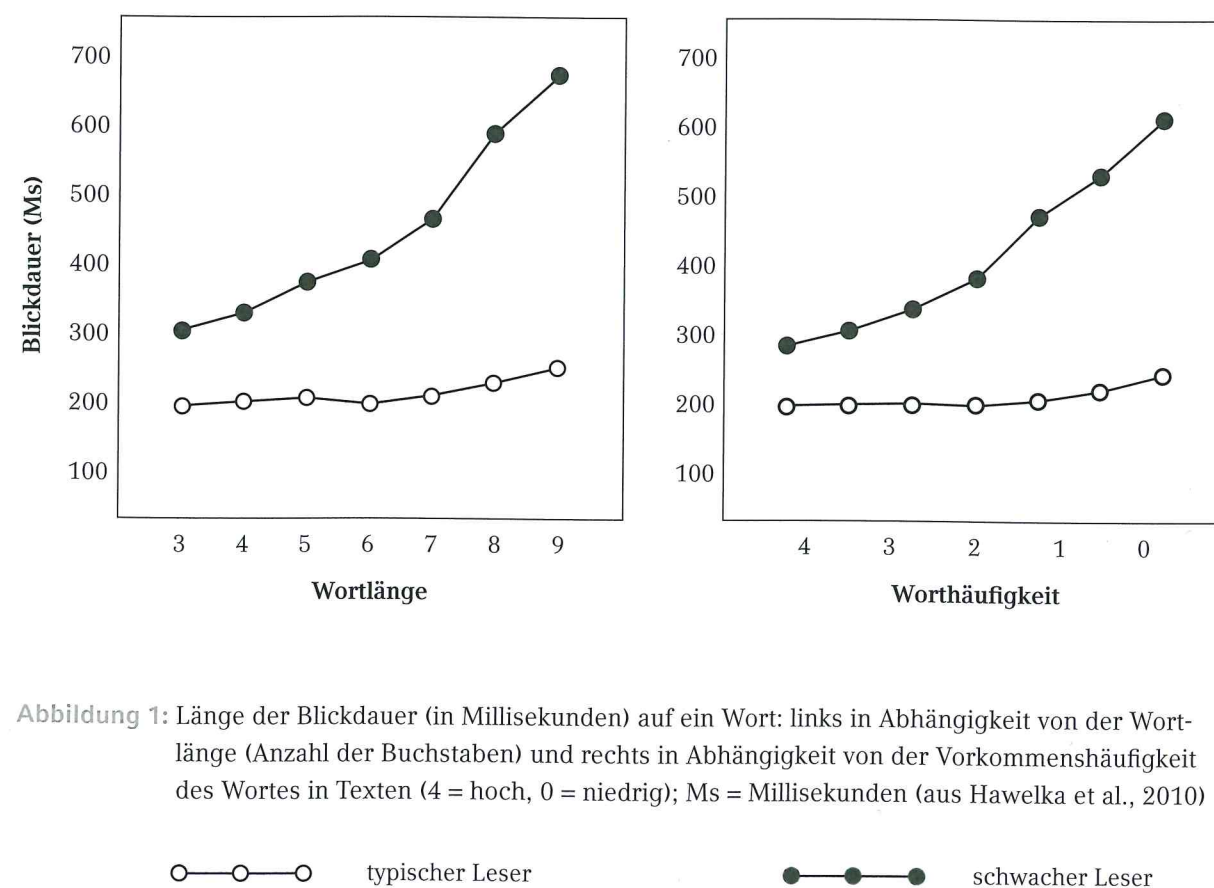 700
600
500
400
300
200
100
Blickdauer (Ms)
3 4 5 6 7 8 9
Wortlänge
700
600
500
400
300
200
100
4 3 2 1 0
Worthäufigkeit
Abbildung 1: Länge der Blickdauer (in Millisekunden) auf ein Wort: links in Abhängigkeit von der Wort-
länge (Anzahl der Buchstaben) und rechts in Abhängigkeit von der Vorkommenshäufigkeit
des Wortes in Texten (4 = hoch, 0 = niedrig); Ms = Millisekunden (aus Hawelka et al., 2010)
typischer Leser
schwacher Leser